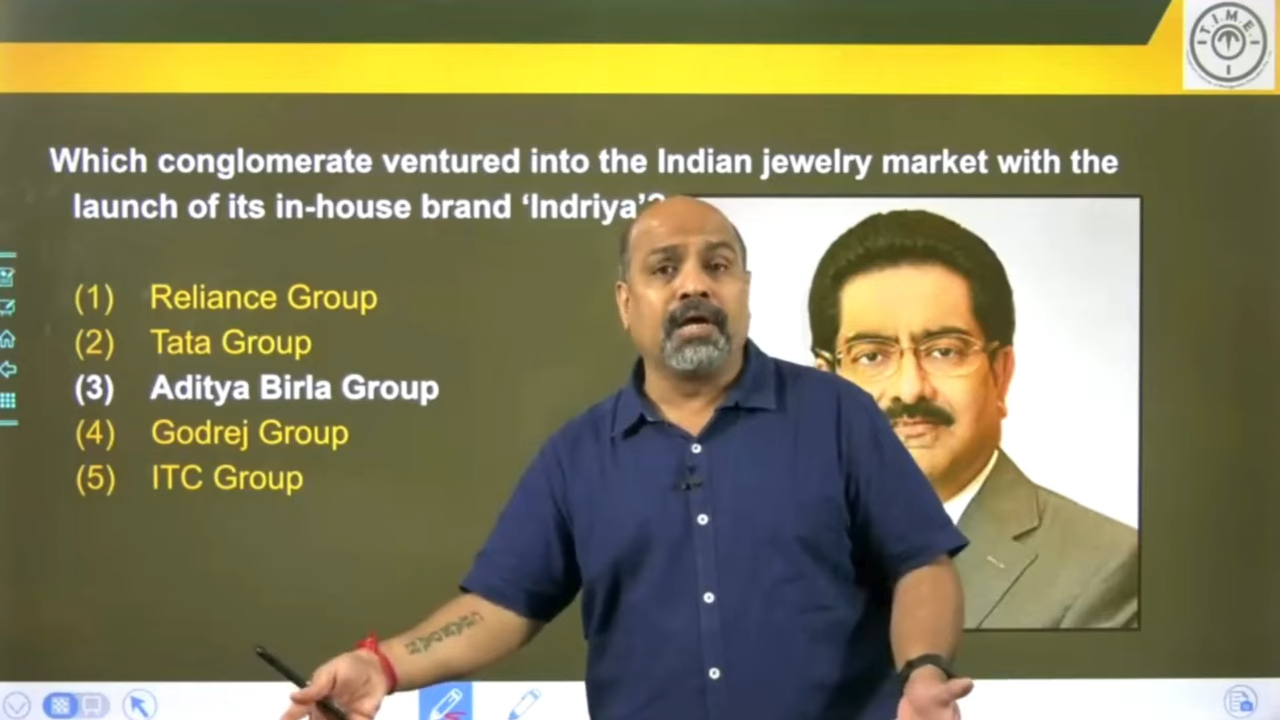 T.I.M.E.
Which conglomerate ventured into the Indian jewelry market with the
launch of its in-house brand ‘Indriya’?
(1) Reliance Group
(2) Tata Group
(3) Aditya Birla Group
(4) Godrej Group
(5) ITC Group